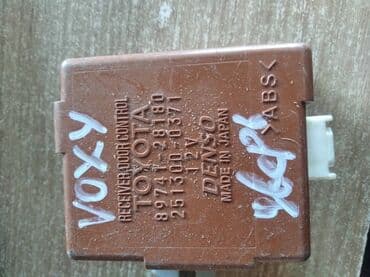 VOXY
RECEIVER,DOOR CONTROL
TOYOTA
89741-28180
251300-0371
12V
DENSO
MADE IN JAPAN
>ABS<